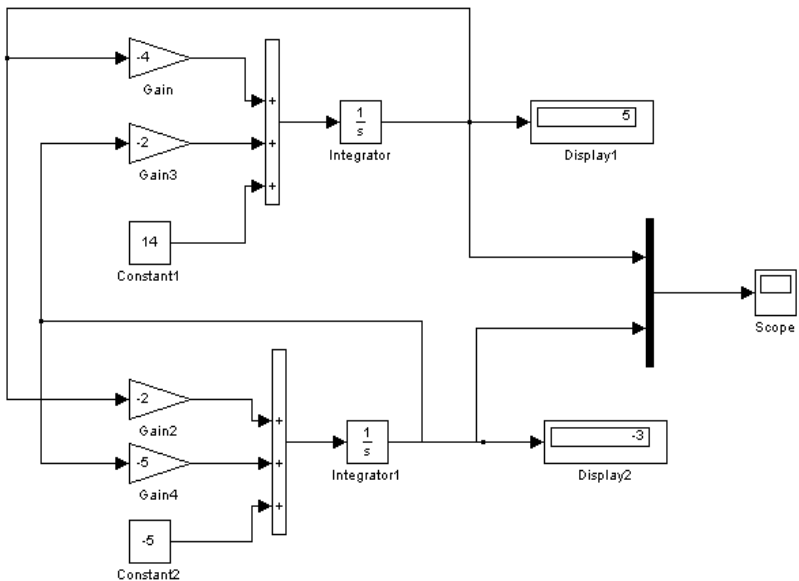 -4
Gain
-2
Gain3
14
Constant1
+
+
+
1
s
Integrator
5
Display1
Scope
-2
Gain2
-5
Gain4
-5
Constant2
+
+
+
1
s
Integrator1
-3
Display2